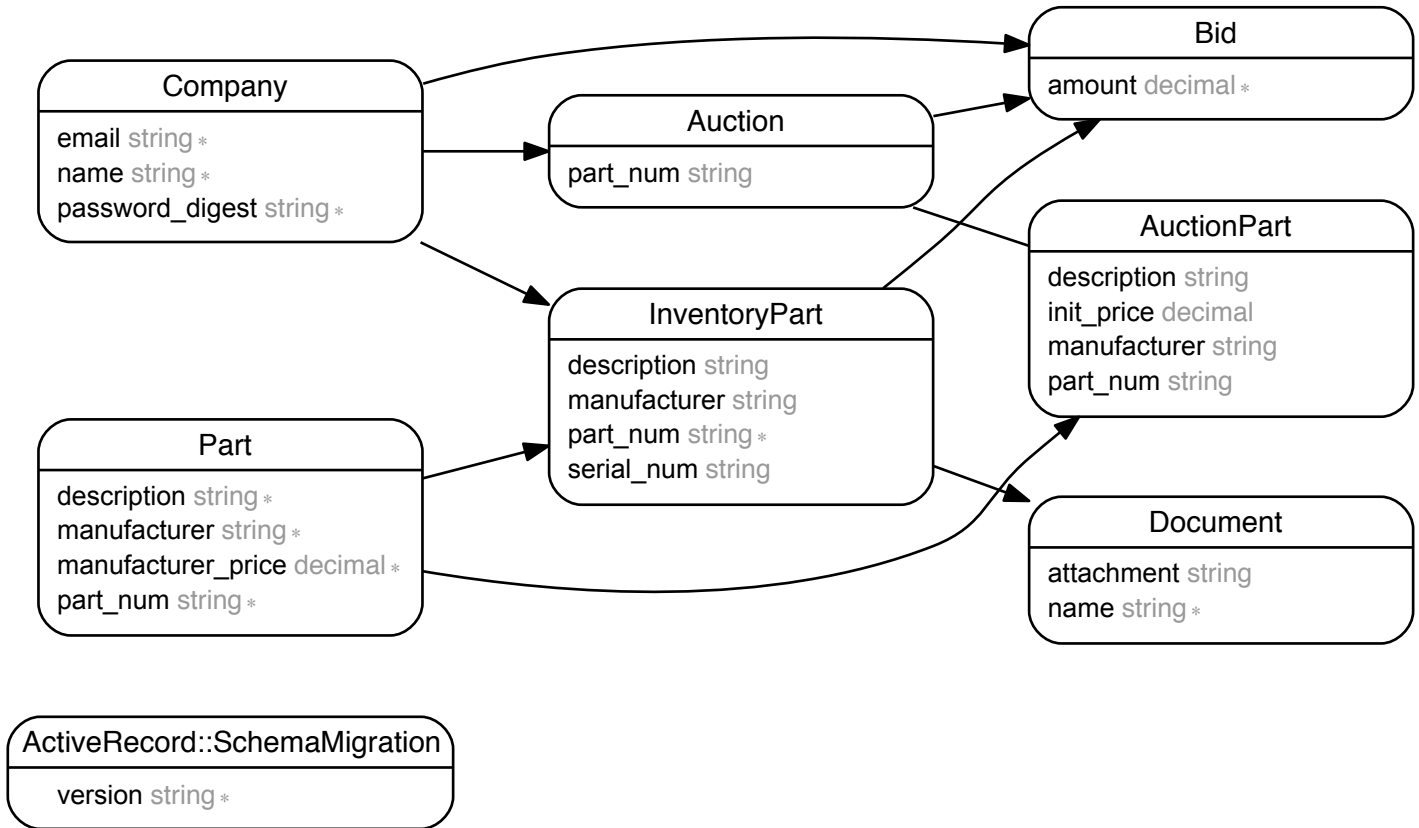 Company
email string *
name string *
password_digest string *
Auction
part_num string
Bid
amount decimal *
AuctionPart
description string
init_price decimal
manufacturer string
part_num string
InventoryPart
description string
manufacturer string
part_num string *
serial_num string
Part
description string *
manufacturer string *
manufacturer_price decimal *
part_num string *
Document
attachment string
name string *
ActiveRecord::SchemaMigration
version string *